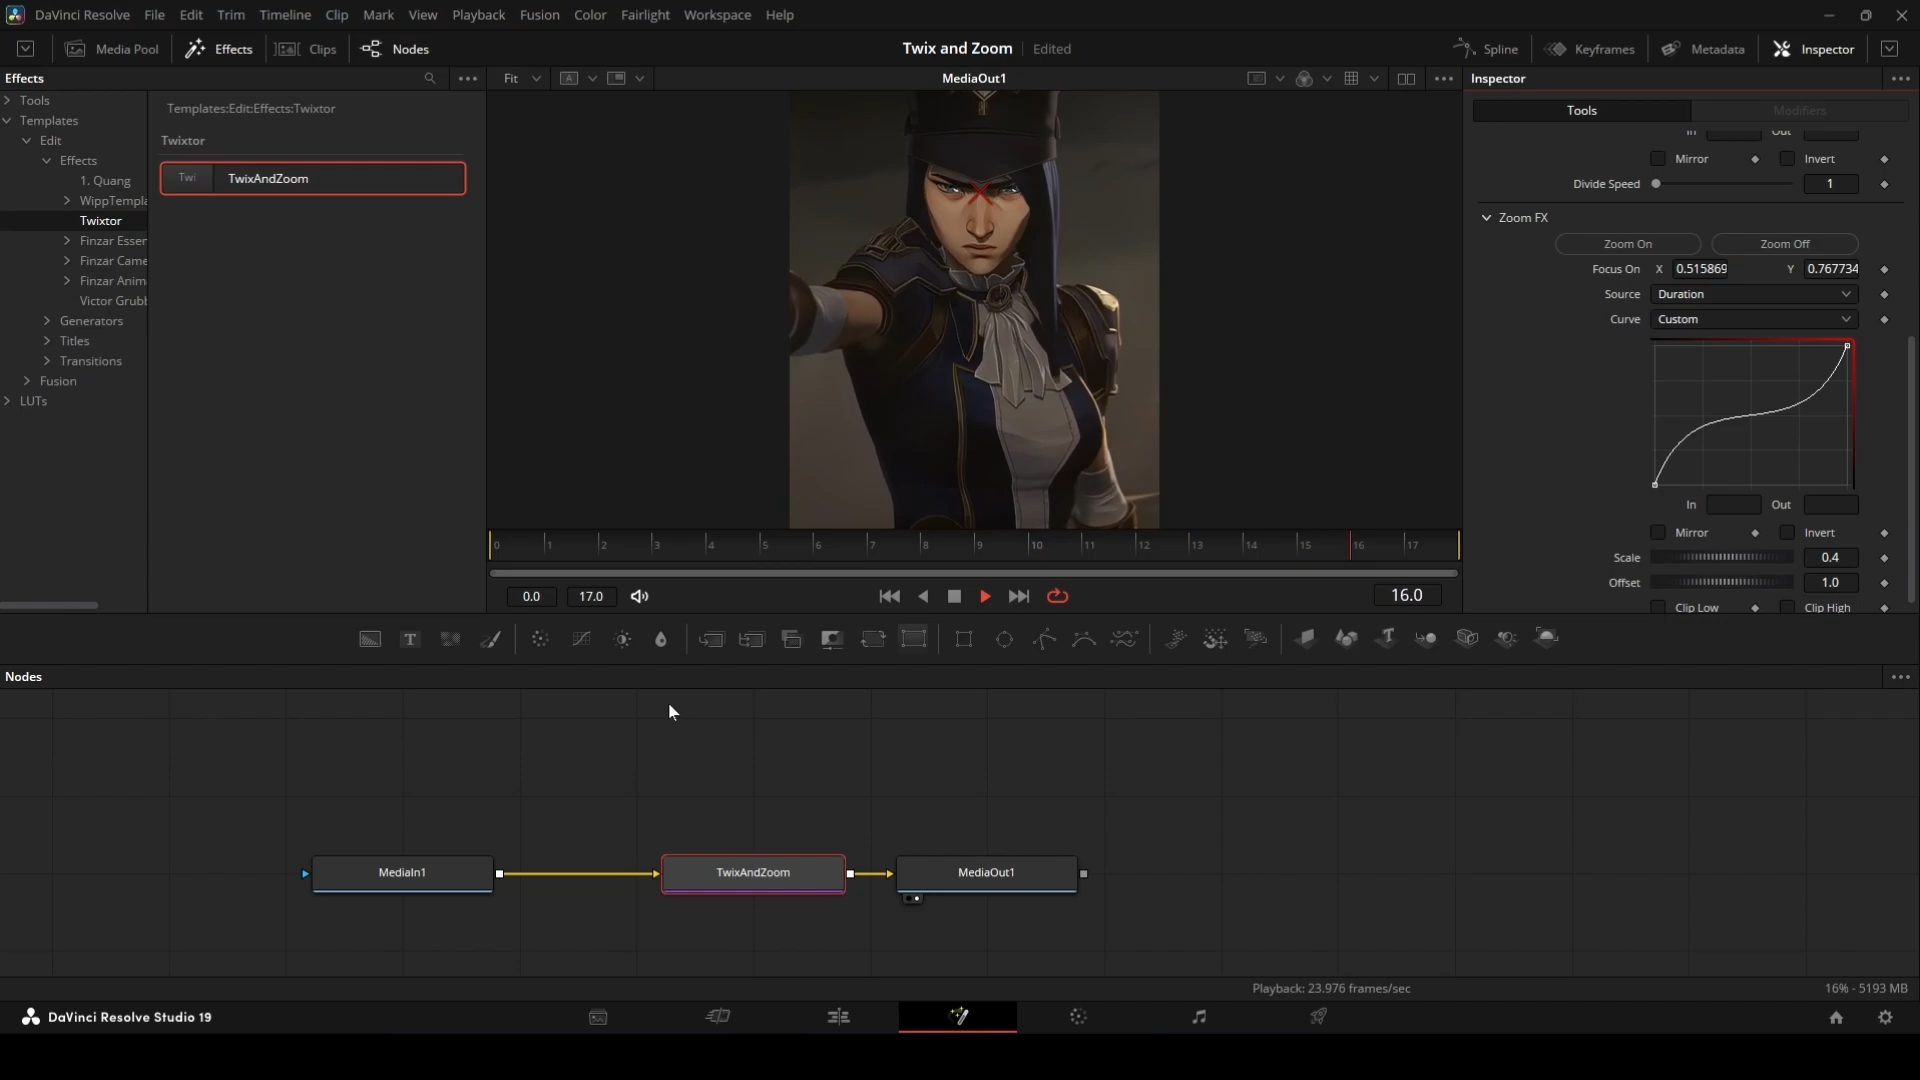 DaVinci Resolve File Edit Trim Timeline Clip Mark View Playback Fusion Color Fairlight Workspace Help
Media Pool Effects Clips Nodes Twix and Zoom Edited Spline Keyframes Metadata Inspector
Effects Fit A MediaOut1 Inspector
Tools
Templates
Edit
Effects
1. Quang
WippTempla
Twixtor
Finzar Esser
Finzar Came
Finzar Anim
Victor Grubb
Generators
Titles
Transitions
Fusion
LUTs
Templates:Edit:Effects:Twixtor
Twixtor
Twi TwixAndZoom
Tools Modifiers
In Out
Mirror Invert
Divide Speed 1
Zoom FX
Zoom On Zoom Off
Focus On X 0.515869 Y 0.767734
Source Duration
Curve Custom
In Out
Mirror Invert
Scale 0.4
Offset 1.0
Clip Low Clip High
0 1 2 3 4 5 6 7 8 9 10 11 12 13 14 15 16 17
0.0 17.0 16.0
T
Nodes
MediaIn1 TwixAndZoom MediaOut1
Playback: 23.976 frames/sec 16% - 5193 MB
DaVinci Resolve Studio 19